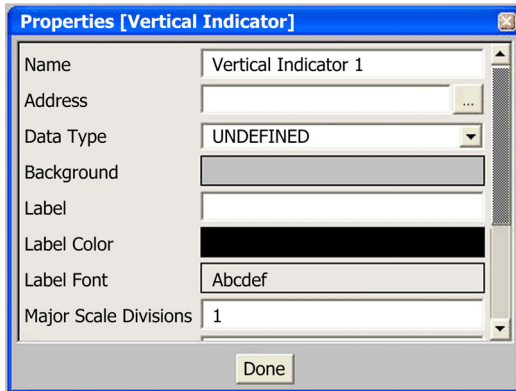 Properties [Vertical Indicator]
Name Vertical Indicator 1
Address ...
Data Type UNDEFINED
Background
Label
Label Color
Label Font Abcdef
Major Scale Divisions 1
Done